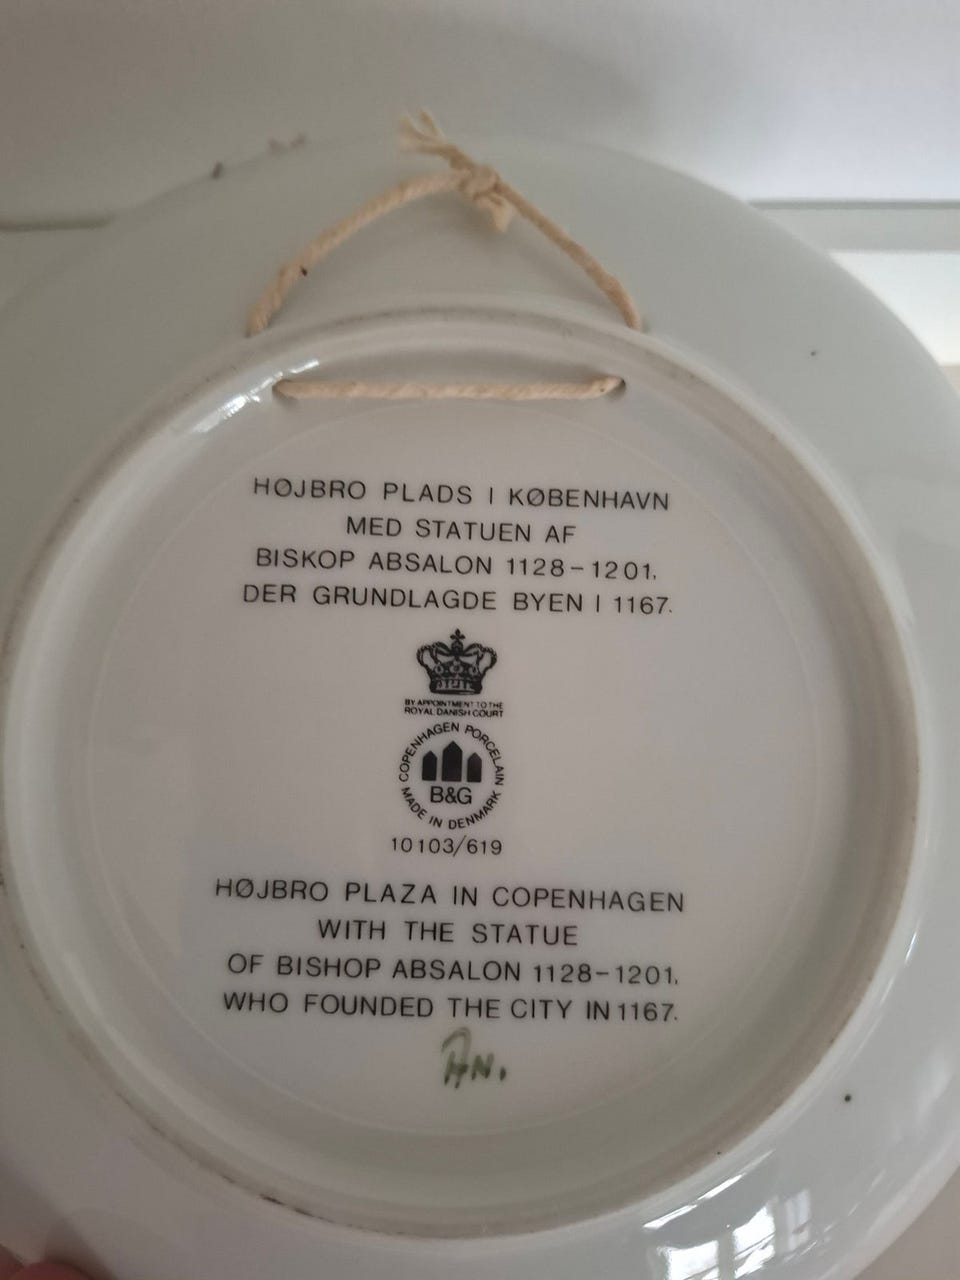 HØJBRO PLADS I KØBENHAVN
MED STATUEN AF
BISKOP ABSALON 1128-1201.
DER GRUNDLAGDE BYEN I 1167.
BY APPOINTMENT TO THE
ROYAL DANISH COURT
COPENHAGEN PORCELAIN
B&G
MADE IN DENMARK
10103/619
HØJBRO PLAZA IN COPENHAGEN
WITH THE STATUE
OF BISHOP ABSALON 1128-1201,
WHO FOUNDED THE CITY IN 1167.